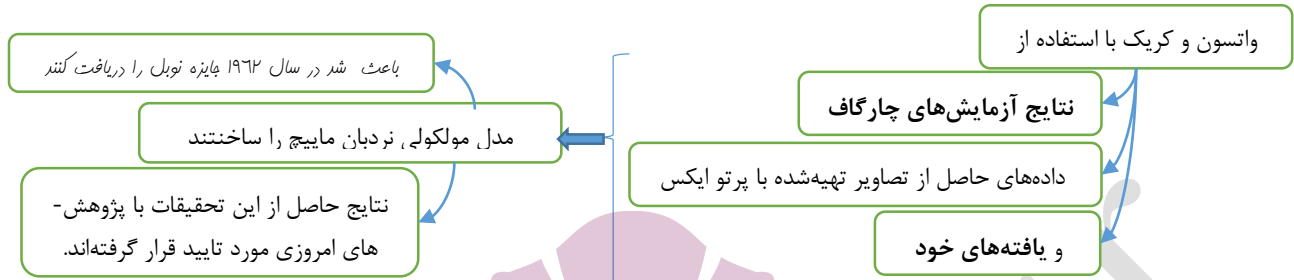 واتسون و کریک با استفاده از
نتایج آزمایش‌های چارگاف
داده‌های حاصل از تصاویر تهیه‌شده با پرتو ایکس
و یافته‌های خود
مدل مولکولی نردبان ماپیچ را ساختتند
باعث شد در سال ۱۹۶۲ جایزه نوبل را دریافت کنند
نتایج حاصل از این تحقیقات با پژوهش-
های امروزی مورد تایید قرار گرفته‌اند.